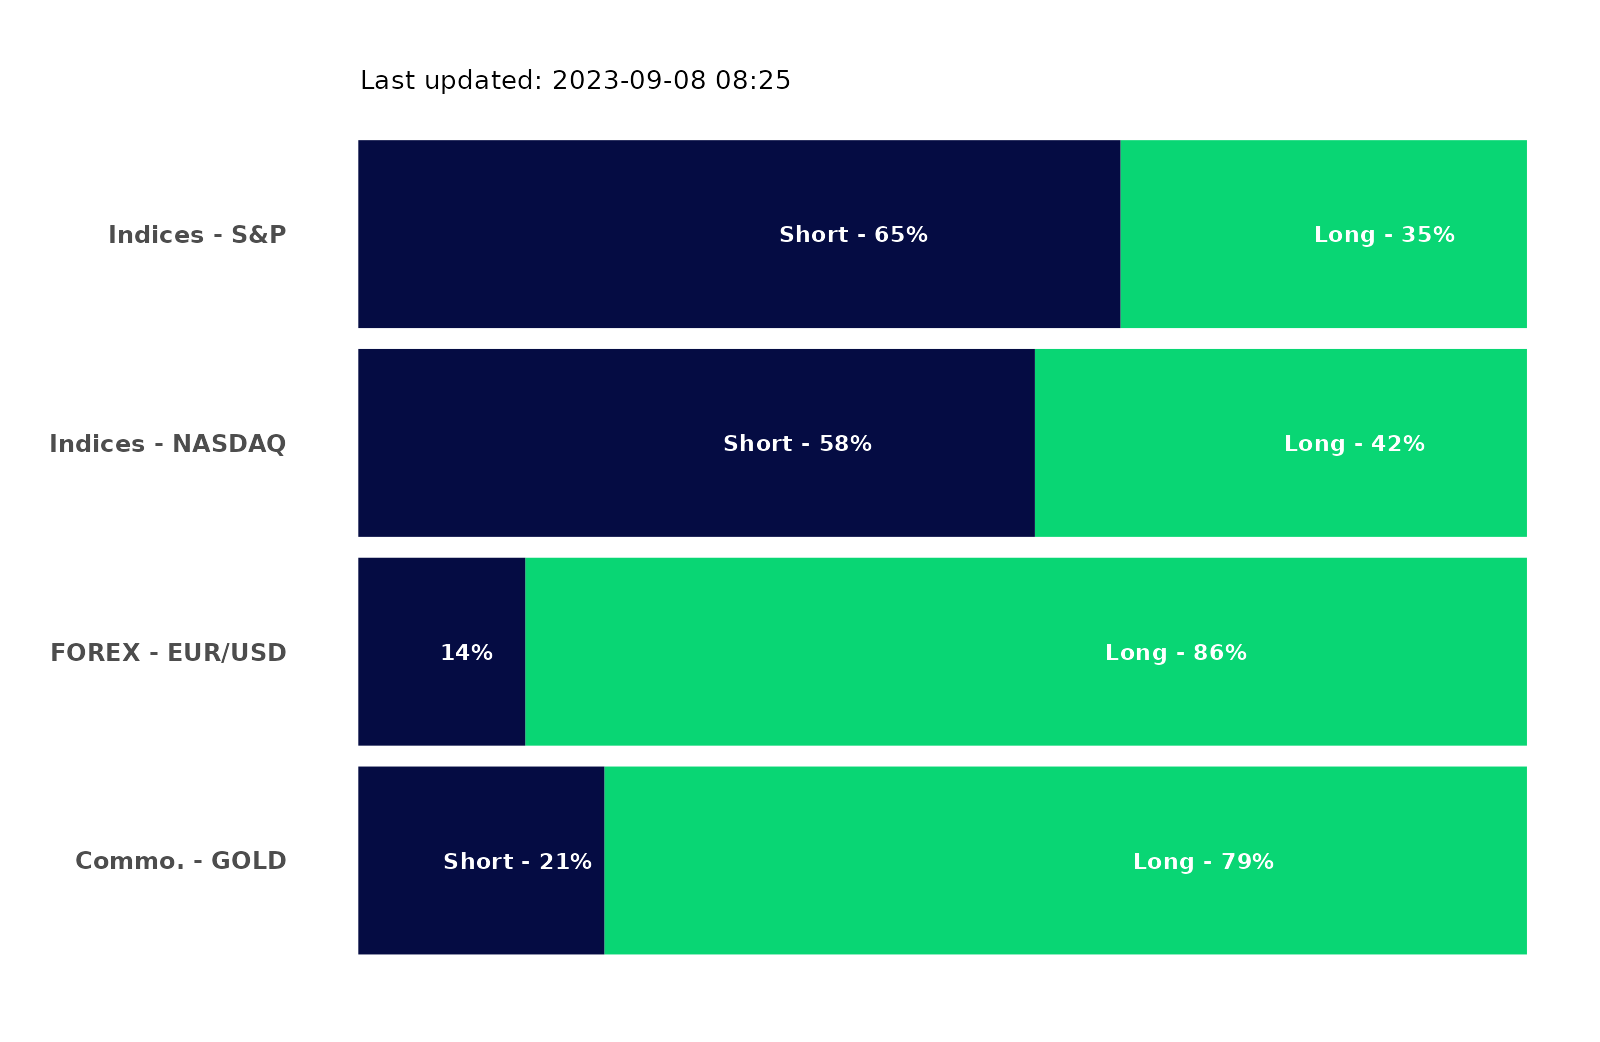 Last updated: 2023-09-08 08:25
Indices - S&P Short - 65% Long - 35%
Indices - NASDAQ Short - 58% Long - 42%
FOREX - EUR/USD 14% Long - 86%
Commo. - GOLD Short - 21% Long - 79%